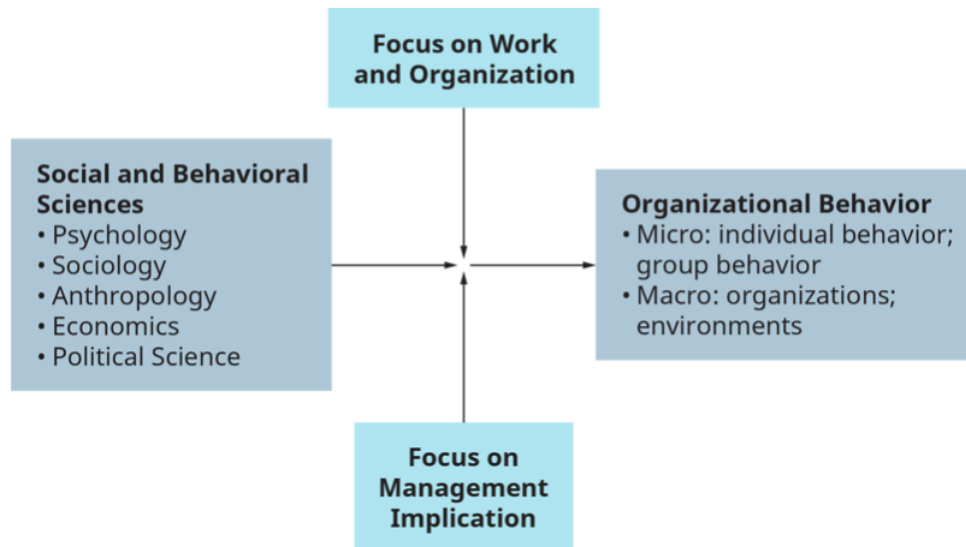 Focus on Work
and Organization
Social and Behavioral
Sciences
• Psychology
• Sociology
• Anthropology
• Economics
• Political Science
Organizational Behavior
• Micro: individual behavior;
group behavior
• Macro: organizations;
environments
Focus on
Management
Implication